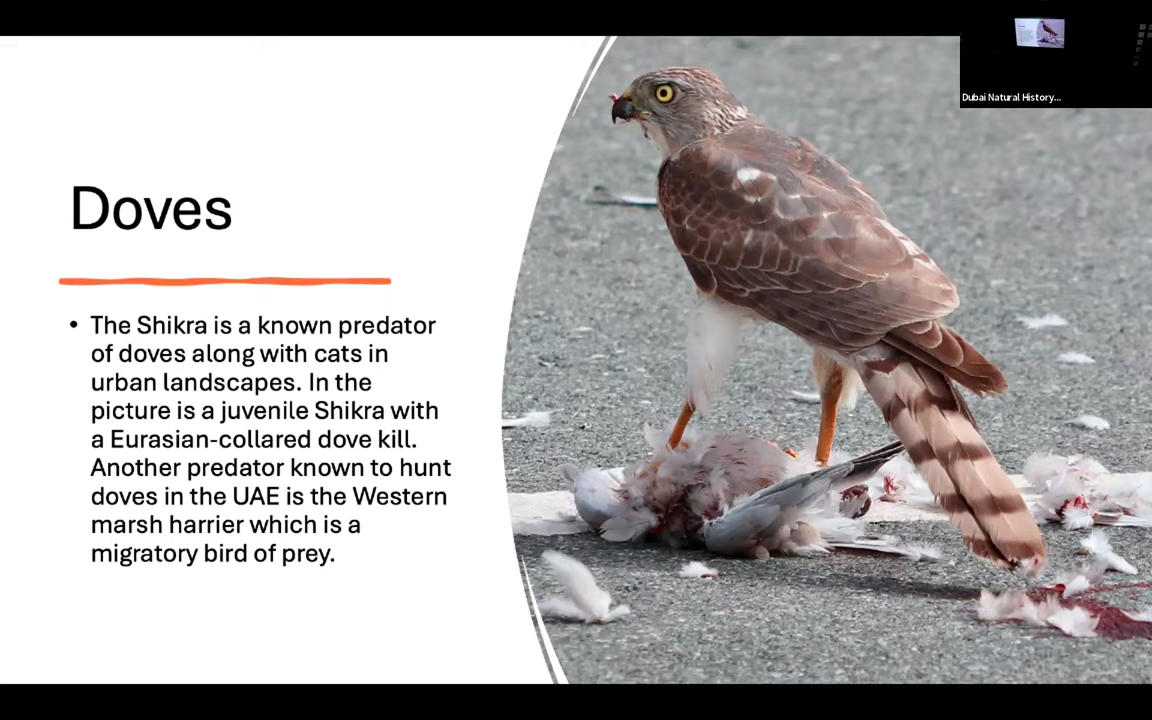 Doves
• The Shikra is a known predator
of doves along with cats in
urban landscapes. In the
picture is a juvenile Shikra with
a Eurasian-collared dove kill.
Another predator known to hunt
doves in the UAE is the Western
marsh harrier which is a
migratory bird of prey.
Dubai Natural History...